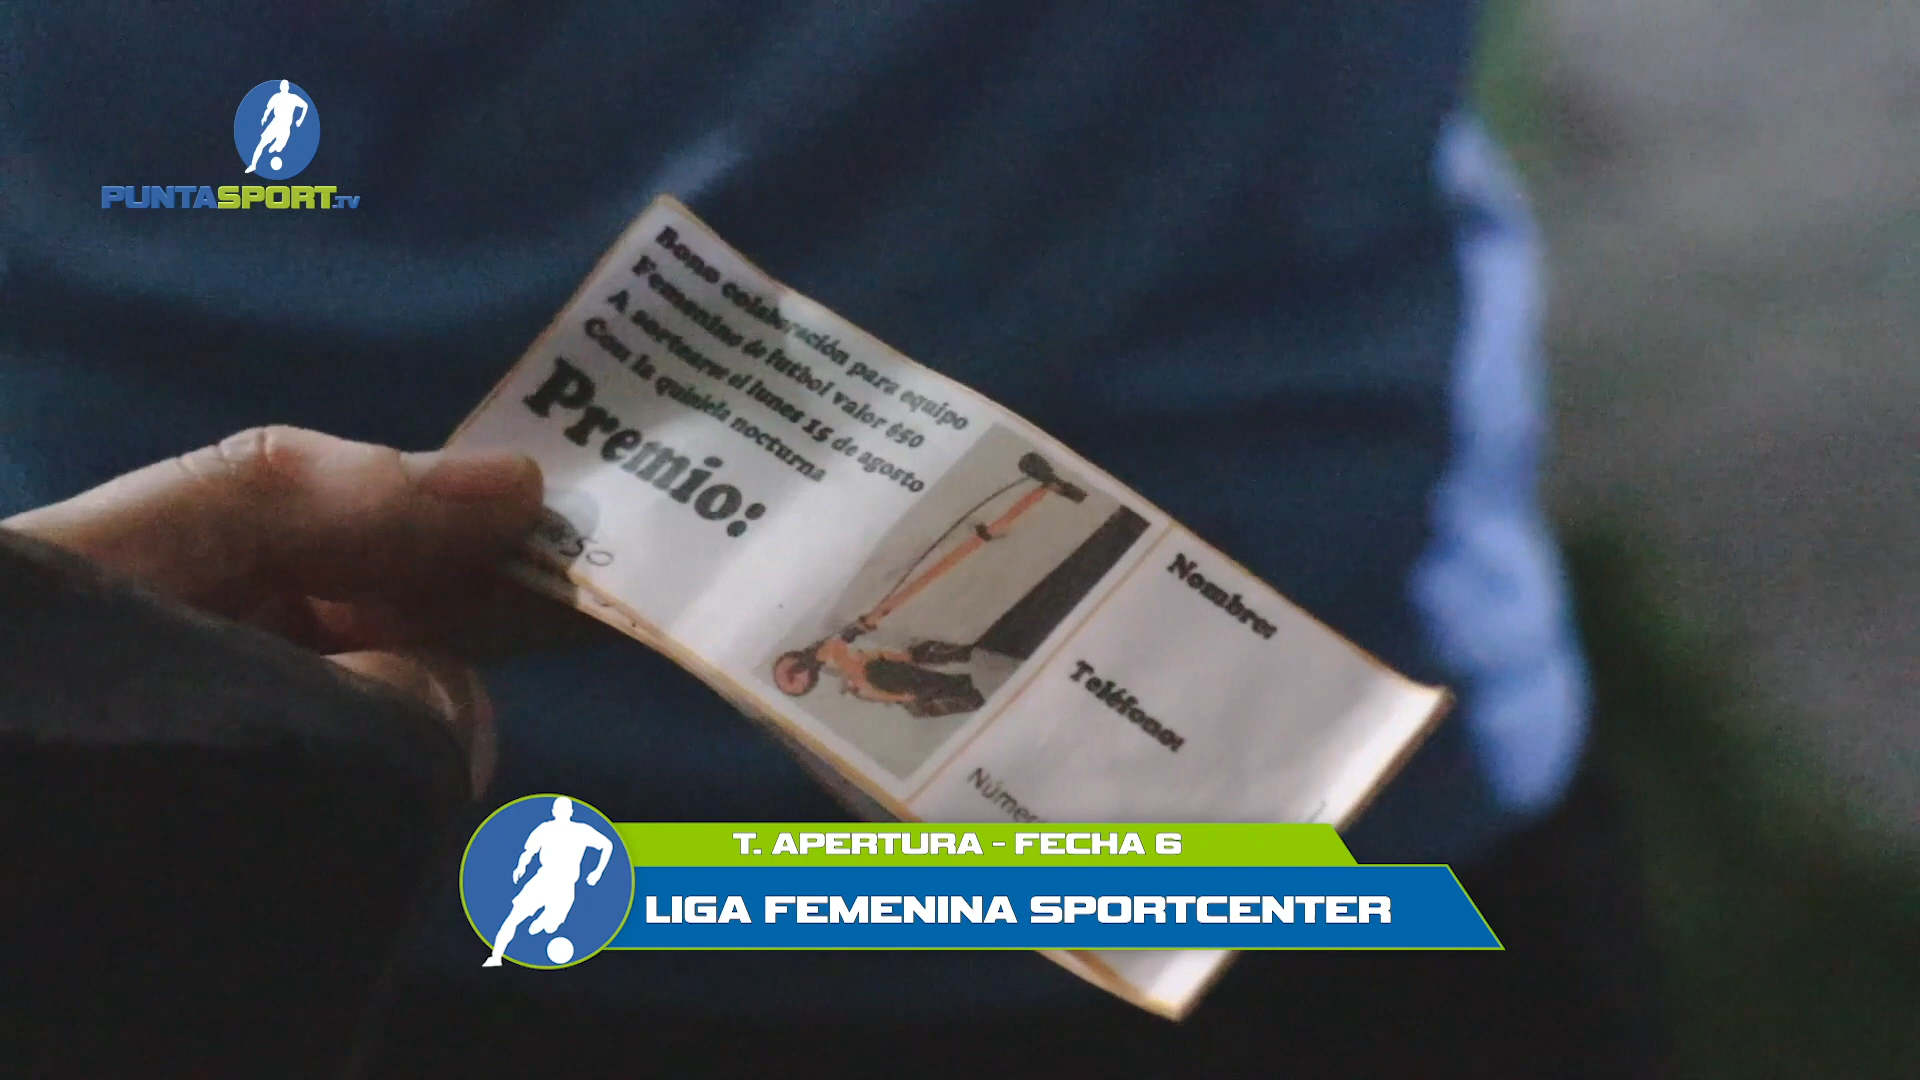 PUNTASPORT.TV
Bono colaboración para equipo
Femenino de futbol valor $50
A sortearse el lunes 15 de agosto
Con la quiniela nocturna
Premio:
50
Nombre:
Teléfono:
T. APERTURA - FECHA 6
LIGA FEMENINA SPORTCENTER